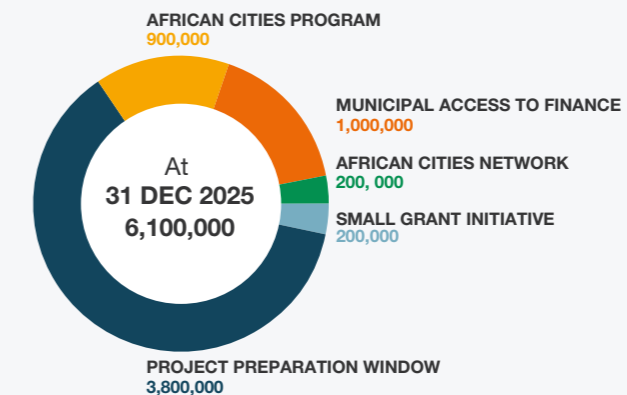 AFRICAN CITIES PROGRAM
900,000
MUNICIPAL ACCESS TO FINANCE
1,000,000
AFRICAN CITIES NETWORK
200, 000
SMALL GRANT INITIATIVE
200,000
At
31 DEC 2025
6,100,000
PROJECT PREPARATION WINDOW
3,800,000